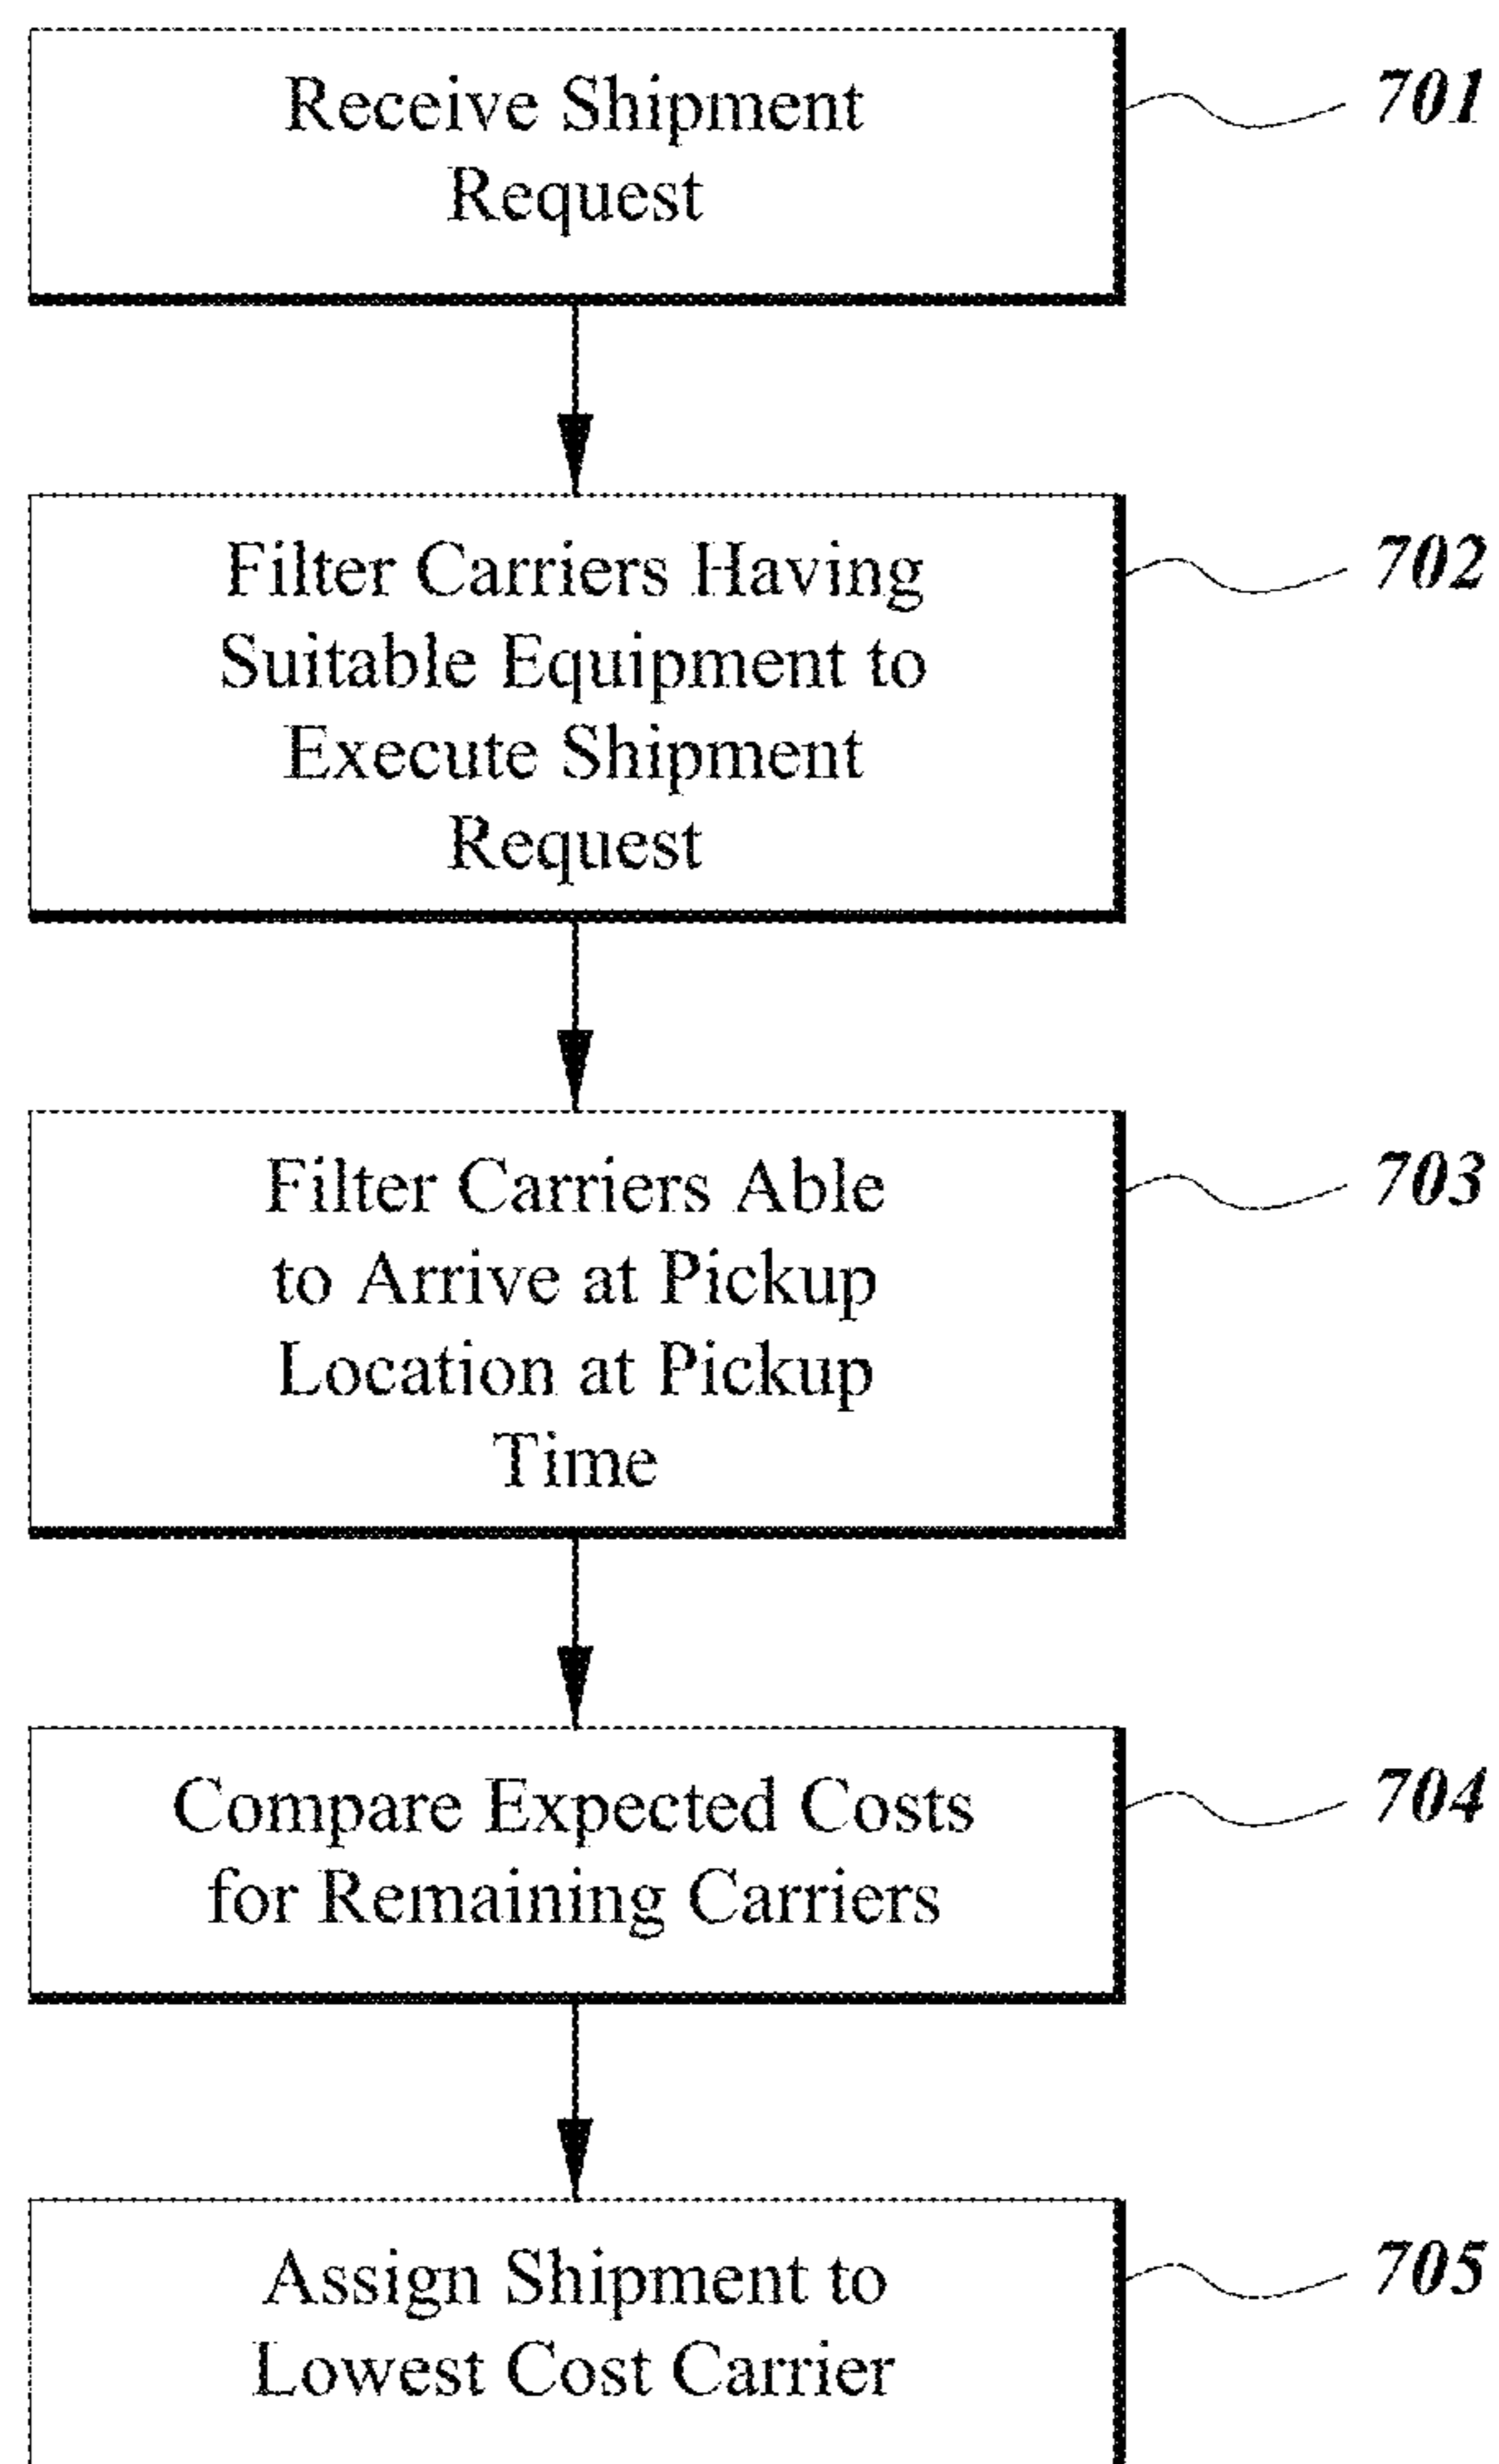 Receive Shipment
Request
701
Filter Carriers Having
Suitable Equipment to
Execute Shipment
Request
702
Filter Carriers Able
to Arrive at Pickup
Location at Pickup
Time
703
Compare Expected Costs
for Remaining Carriers
704
Assign Shipment to
Lowest Cost Carrier
705